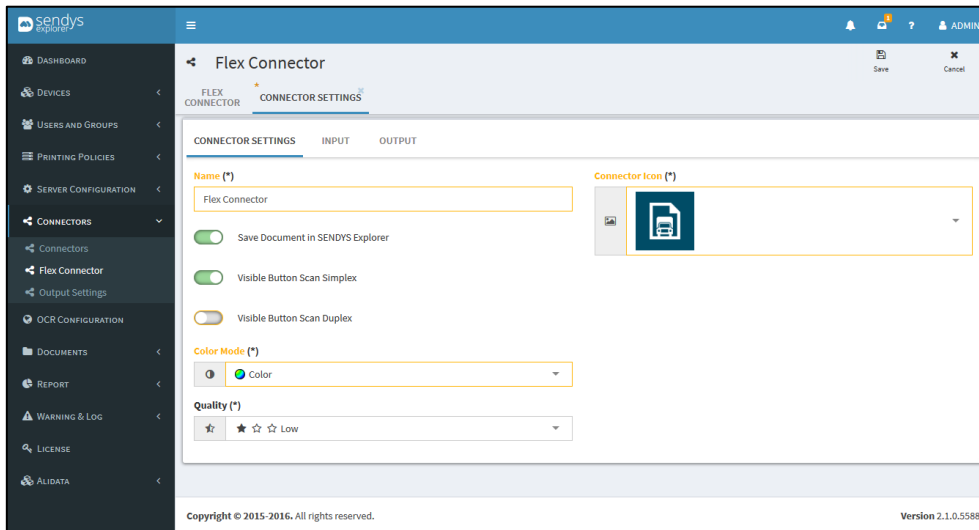 sendys
explorer
1
?
ADMIN
DASHBOARD
DEVICES
USERS AND GROUPS
PRINTING POLICIES
SERVER CONFIGURATION
CONNECTORS
Connectors
Flex Connector
Output Settings
OCR CONFIGURATION
DOCUMENTS
REPORT
WARNING & LOG
LICENSE
ALIDATA
Flex Connector
Save
Cancel
FLEX
CONNECTOR
* CONNECTOR SETTINGS x
CONNECTOR SETTINGS INPUT OUTPUT
Name (*)
Flex Connector
Connector Icon (*)
Save Document in SENDYS Explorer
Visible Button Scan Simplex
Visible Button Scan Duplex
Color Mode (*)
Color
Quality (*)
Low
Copyright © 2015-2016. All rights reserved.
Version 2.1.0.5588